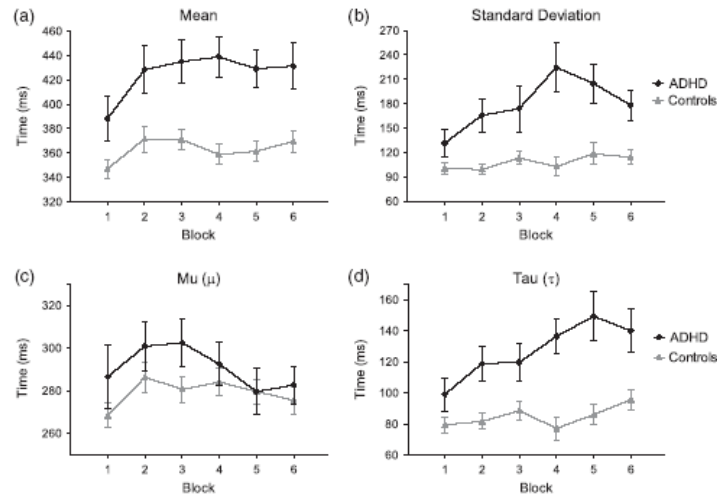 (a) Mean
Time (ms)
460
440
420
400
380
360
340
320
1 2 3 4 5 6
Block
(b) Standard Deviation
Time (ms)
270
240
210
180
150
120
90
60
1 2 3 4 5 6
Block
ADHD
Controls
(c) Mu (μ)
Time (ms)
300
280
260
1 2 3 4 5 6
Block
(d) Tau (τ)
Time (ms)
160
140
120
100
80
60
1 2 3 4 5 6
Block
ADHD
Controls